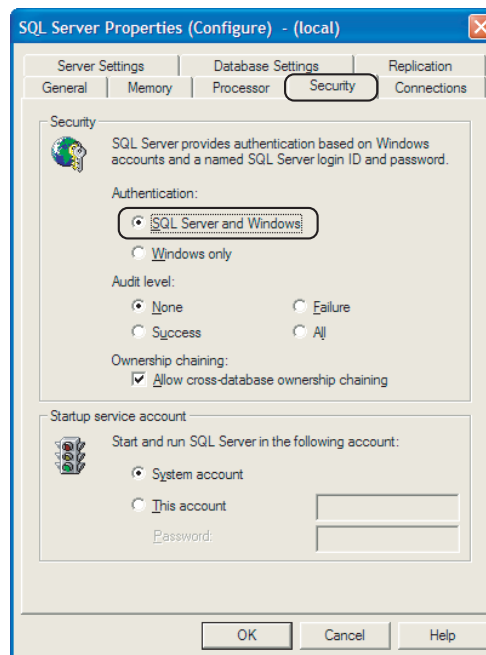 SQL Server Properties (Configure) - (local)
Server Settings Database Settings Replication
General Memory Processor Security Connections
Security
SQL Server provides authentication based on Windows
accounts and a named SQL Server login ID and password.
Authentication:
SQL Server and Windows
Windows only
Audit level:
None Failure
Success All
Ownership chaining:
Allow cross-database ownership chaining
Startup service account
Start and run SQL Server in the following account:
System account
This account
Password:
OK Cancel Help